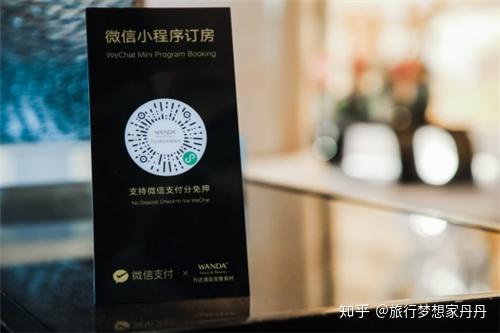 微信小程序订房
WeChat Mini Program Booking
WANDA
支持微信支付分免押
No Deposit Check-In Via WeChat
微信支付 × WANDA
Hotels & Resorts
万达酒店及度假村
知乎 @旅行梦想家丹丹